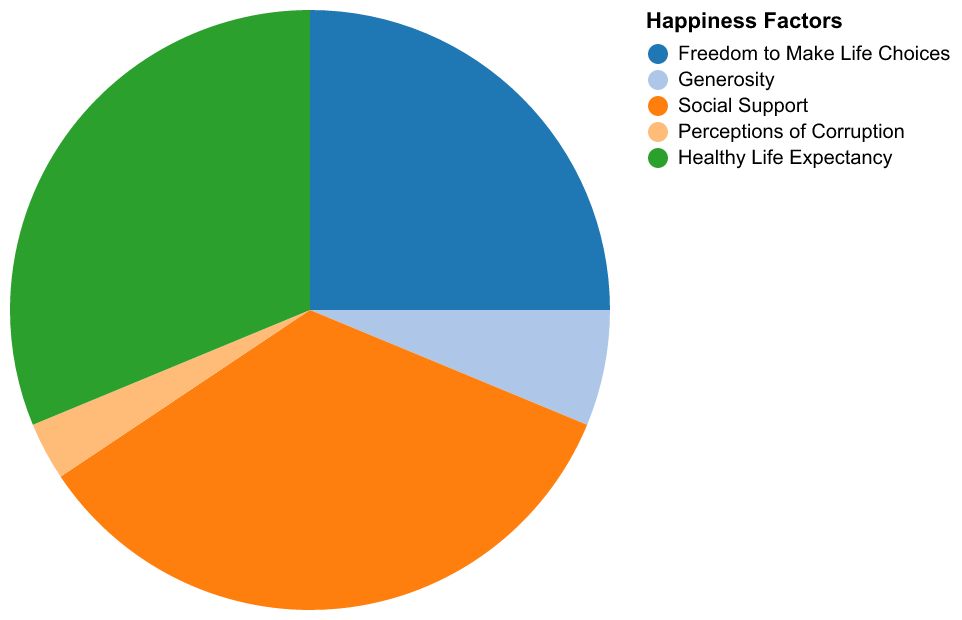 Happiness Factors
Freedom to Make Life Choices
Generosity
Social Support
Perceptions of Corruption
Healthy Life Expectancy